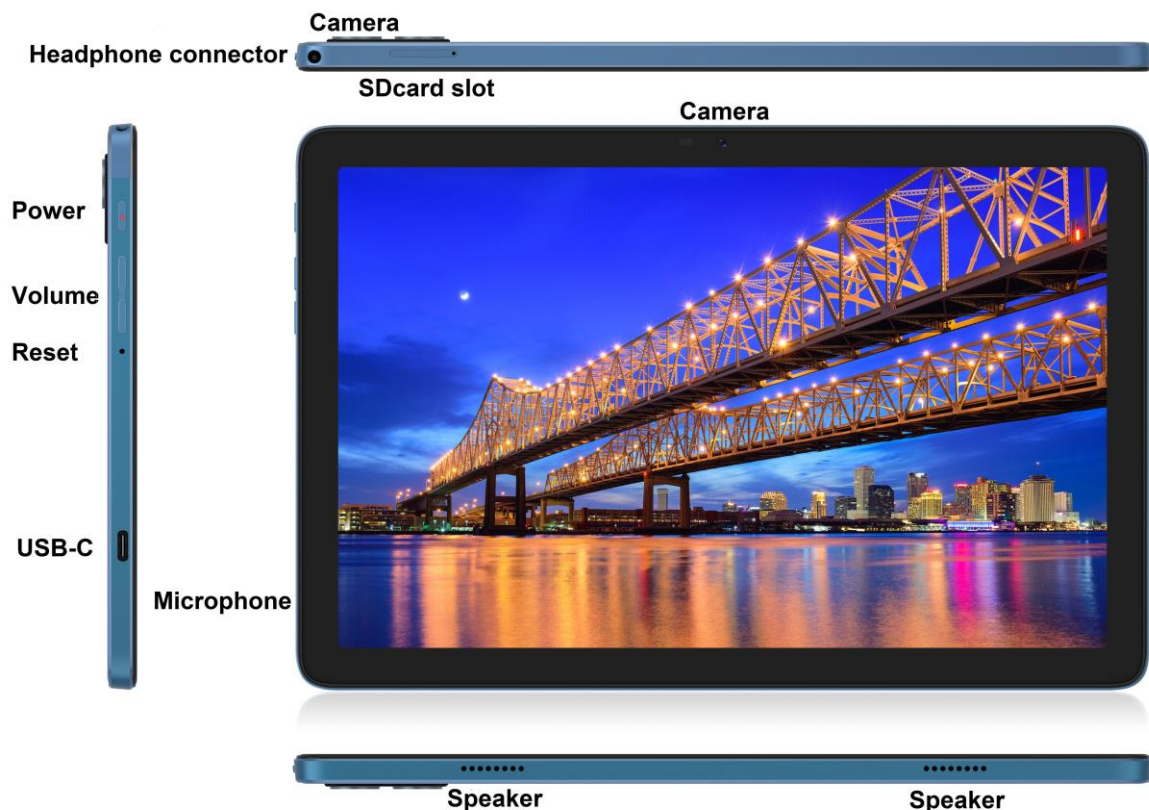 Camera
Headphone connector
SDcard slot
Camera
Power
Volume
Reset
USB-C
Microphone
Speaker
Speaker